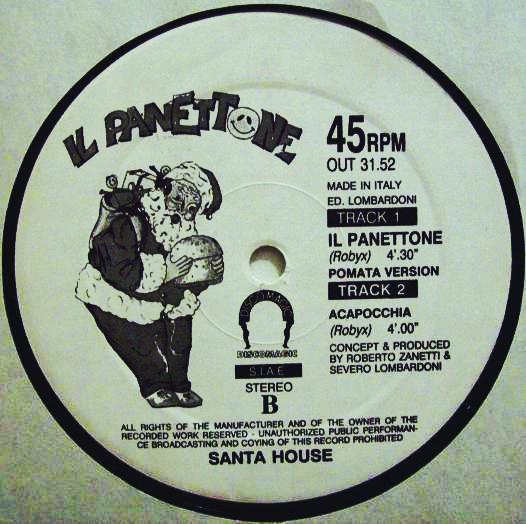 IL PANETTONE
45RPM
OUT 31.52
MADE IN ITALY
ED. LOMBARDONI
TRACK 1
IL PANETTONE
(Robyx) 4'.30"
POMATA VERSION
TRACK 2
ACAPOCCHIA
(Robyx) 4'.00"
CONCEPT & PRODUCED
BY ROBERTO ZANETTI &
SEVERO LOMBARDONI
DISCOMAGIC
DISCOMAGIC
SIAE
STEREO
B
ALL RIGHTS OF THE MANUFACTURER AND OF THE OWNER OF THE
RECORDED WORK RESERVED - UNAUTHORIZED PUBLIC PERFORMAN-
CE BROADCASTING AND COYING OF THIS RECORD PROHIBITED
SANTA HOUSE